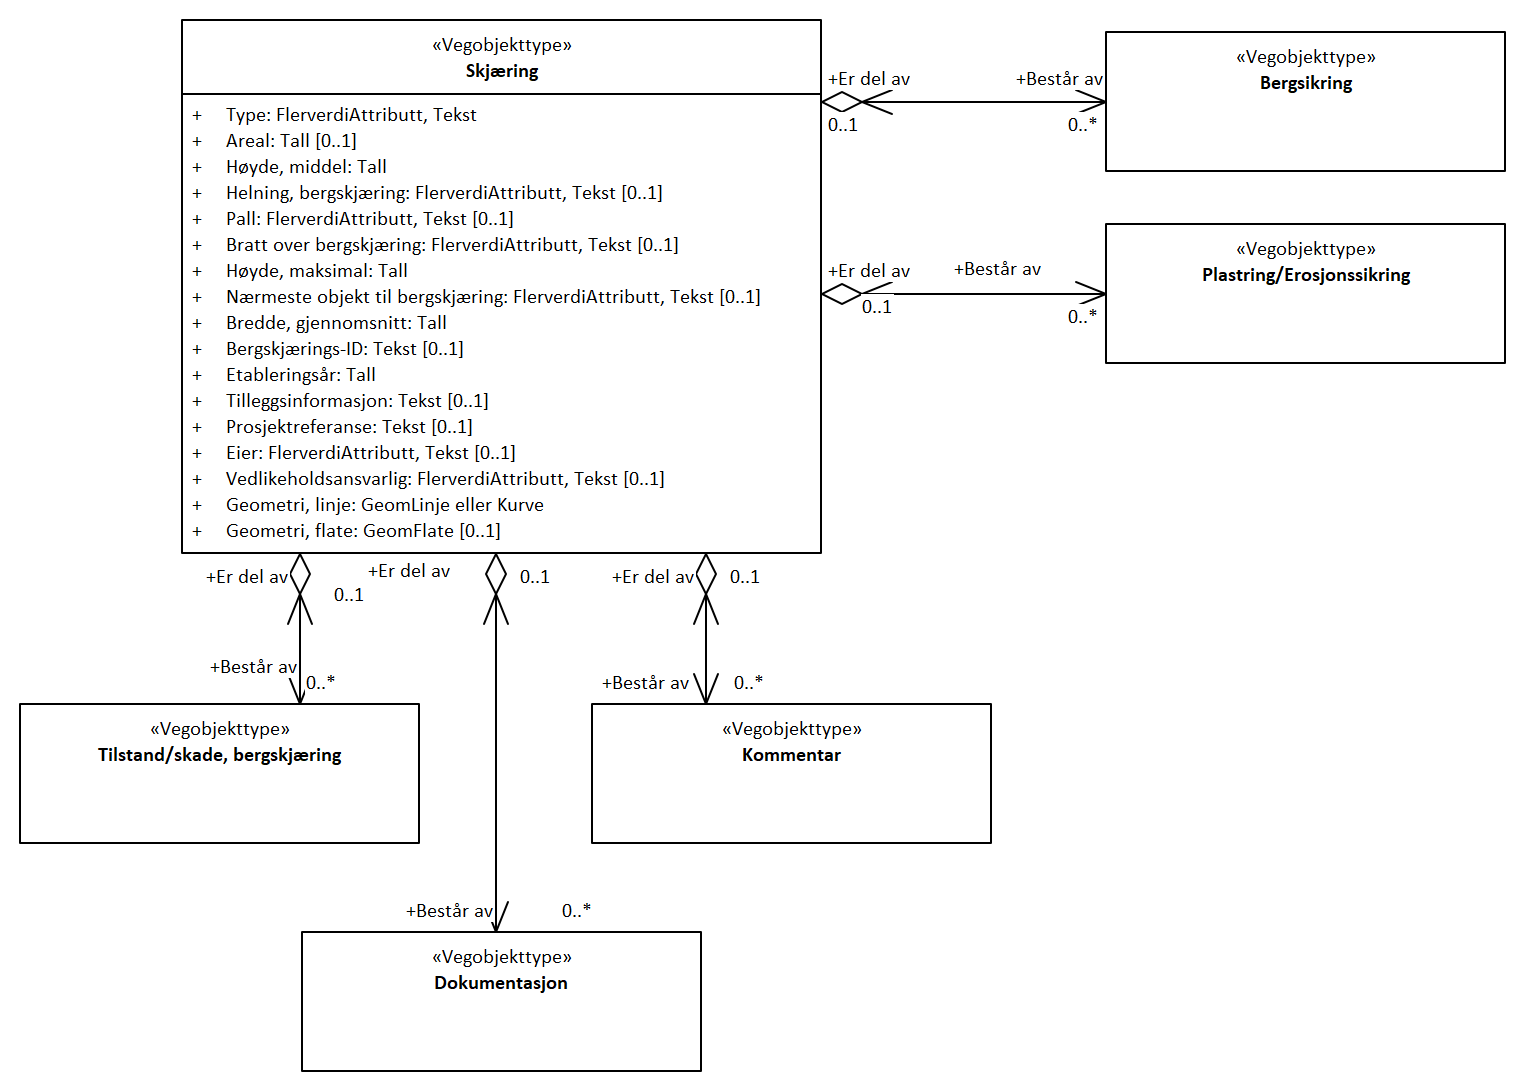 «Vegobjekttype»
Skjæring
+ Type: FlerverdiAttributt, Tekst
+ Areal: Tall [0..1]
+ Høyde, middel: Tall
+ Helning, bergskjæring: FlerverdiAttributt, Tekst [0..1]
+ Pall: FlerverdiAttributt, Tekst [0..1]
+ Bratt over bergskjæring: FlerverdiAttributt, Tekst [0..1]
+ Høyde, maksimal: Tall
+ Nærmeste objekt til bergskjæring: FlerverdiAttributt, Tekst [0..1]
+ Bredde, gjennomsnitt: Tall
+ Bergskjærings-ID: Tekst [0..1]
+ Etableringsår: Tall
+ Tilleggsinformasjon: Tekst [0..1]
+ Prosjektreferanse: Tekst [0..1]
+ Eier: FlerverdiAttributt, Tekst [0..1]
+ Vedlikeholdsansvarlig: FlerverdiAttributt, Tekst [0..1]
+ Geometri, linje: GeomLinje eller Kurve
+ Geometri, flate: GeomFlate [0..1]
+Er del av
0..1
+Består av
0..*
«Vegobjekttype»
Bergsikring
+Er del av
0..1
+Består av
0..*
«Vegobjekttype»
Plastring/Erosjonssikring
+Er del av
0..1
+Består av
0..*
«Vegobjekttype»
Tilstand/skade, bergskjæring
+Er del av
0..1
+Består av
0..*
«Vegobjekttype»
Dokumentasjon
+Er del av
0..1
+Består av
0..*
«Vegobjekttype»
Kommentar